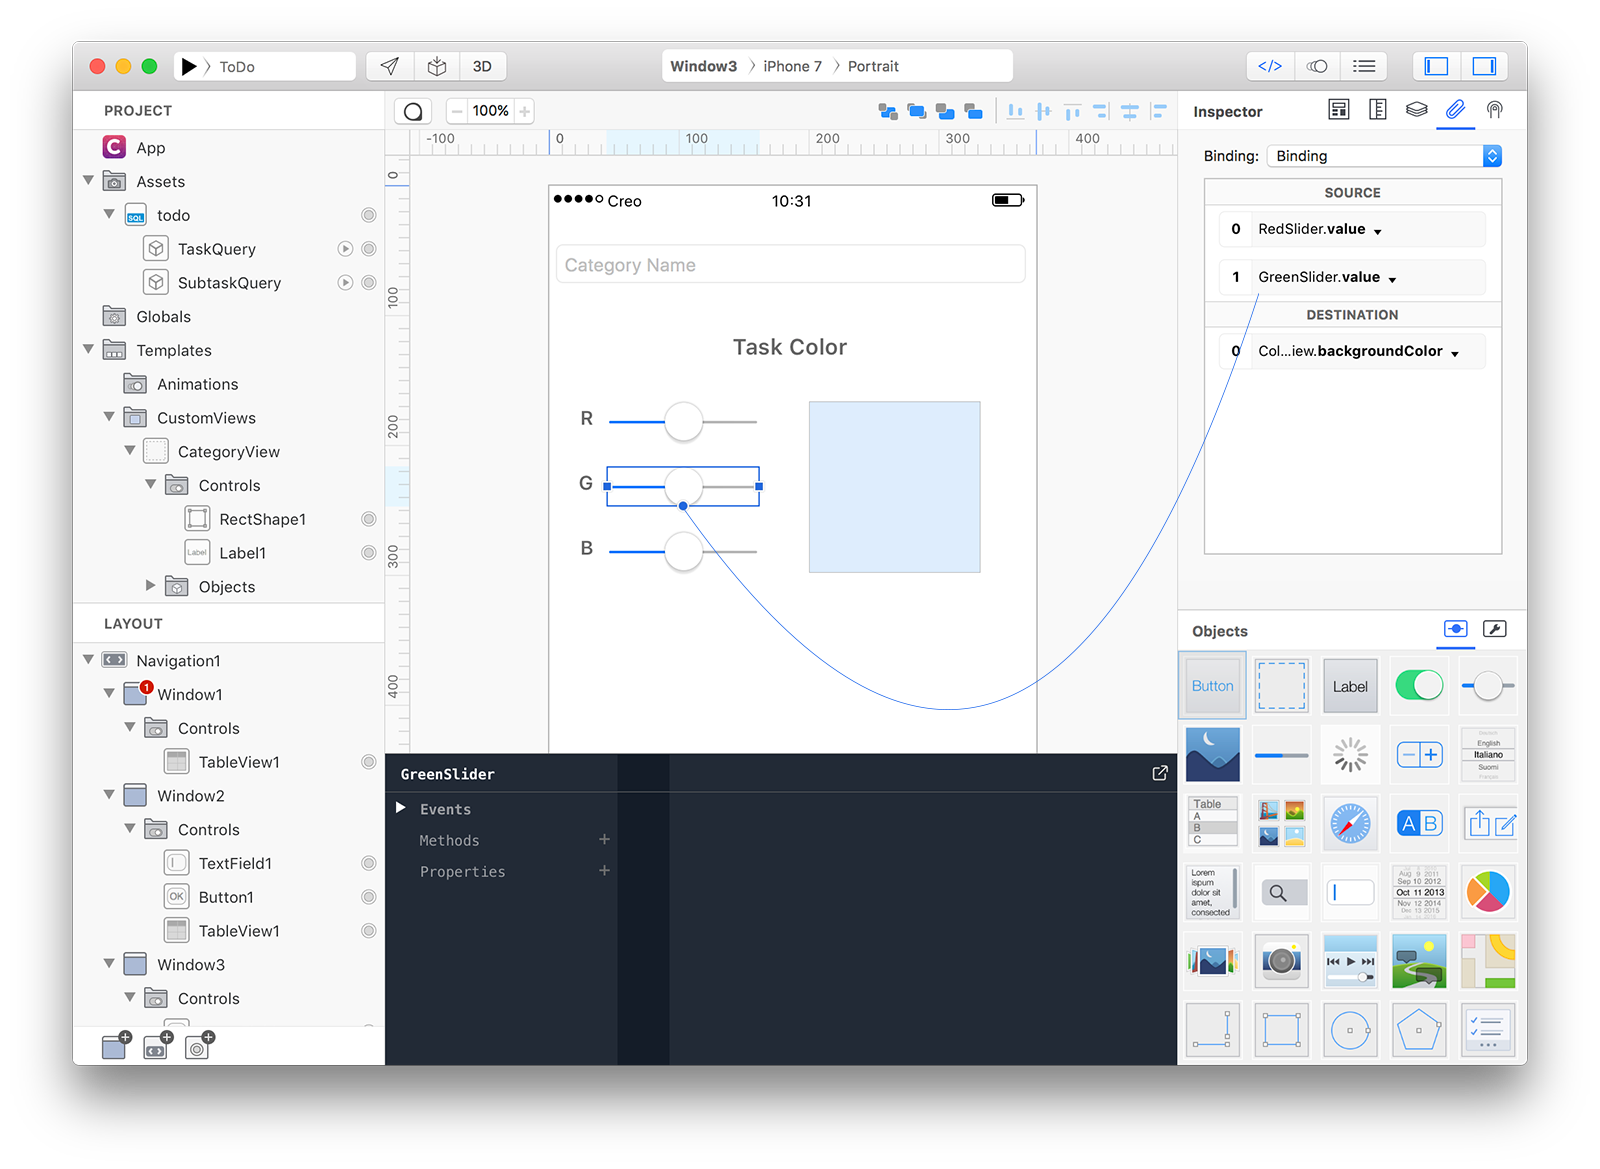 ToDo
3D
Window3 iPhone 7 Portrait
PROJECT
App
Assets
todo
SQL
TaskQuery
SubtaskQuery
Globals
Templates
Animations
CustomViews
CategoryView
Controls
RectShape1
Label
Label1
Objects
LAYOUT
Navigation1
1
Window1
Controls
TableView1
Window2
Controls
TextField1
OK
Button1
TableView1
Window3
Controls
100%
-100 0 100 200 300 400
0
100
200
300
400
Creo 10:31
Category Name
Task Color
R
G
B
GreenSlider
Events
Methods +
Properties +
Inspector
Binding: Binding
SOURCE
0 RedSlider.value
1 GreenSlider.value
DESTINATION
0 Col...iew.backgroundColor
Objects
Button
Label
English
Italiano
Suomi
Français
Table
A
B
C
A B
Lorem
ispum
dolor sit
amet,
consected
Aug 9 2011
Sep 10 2012
Oct 11 2013
Nov 12 2014
Dec 13 2015